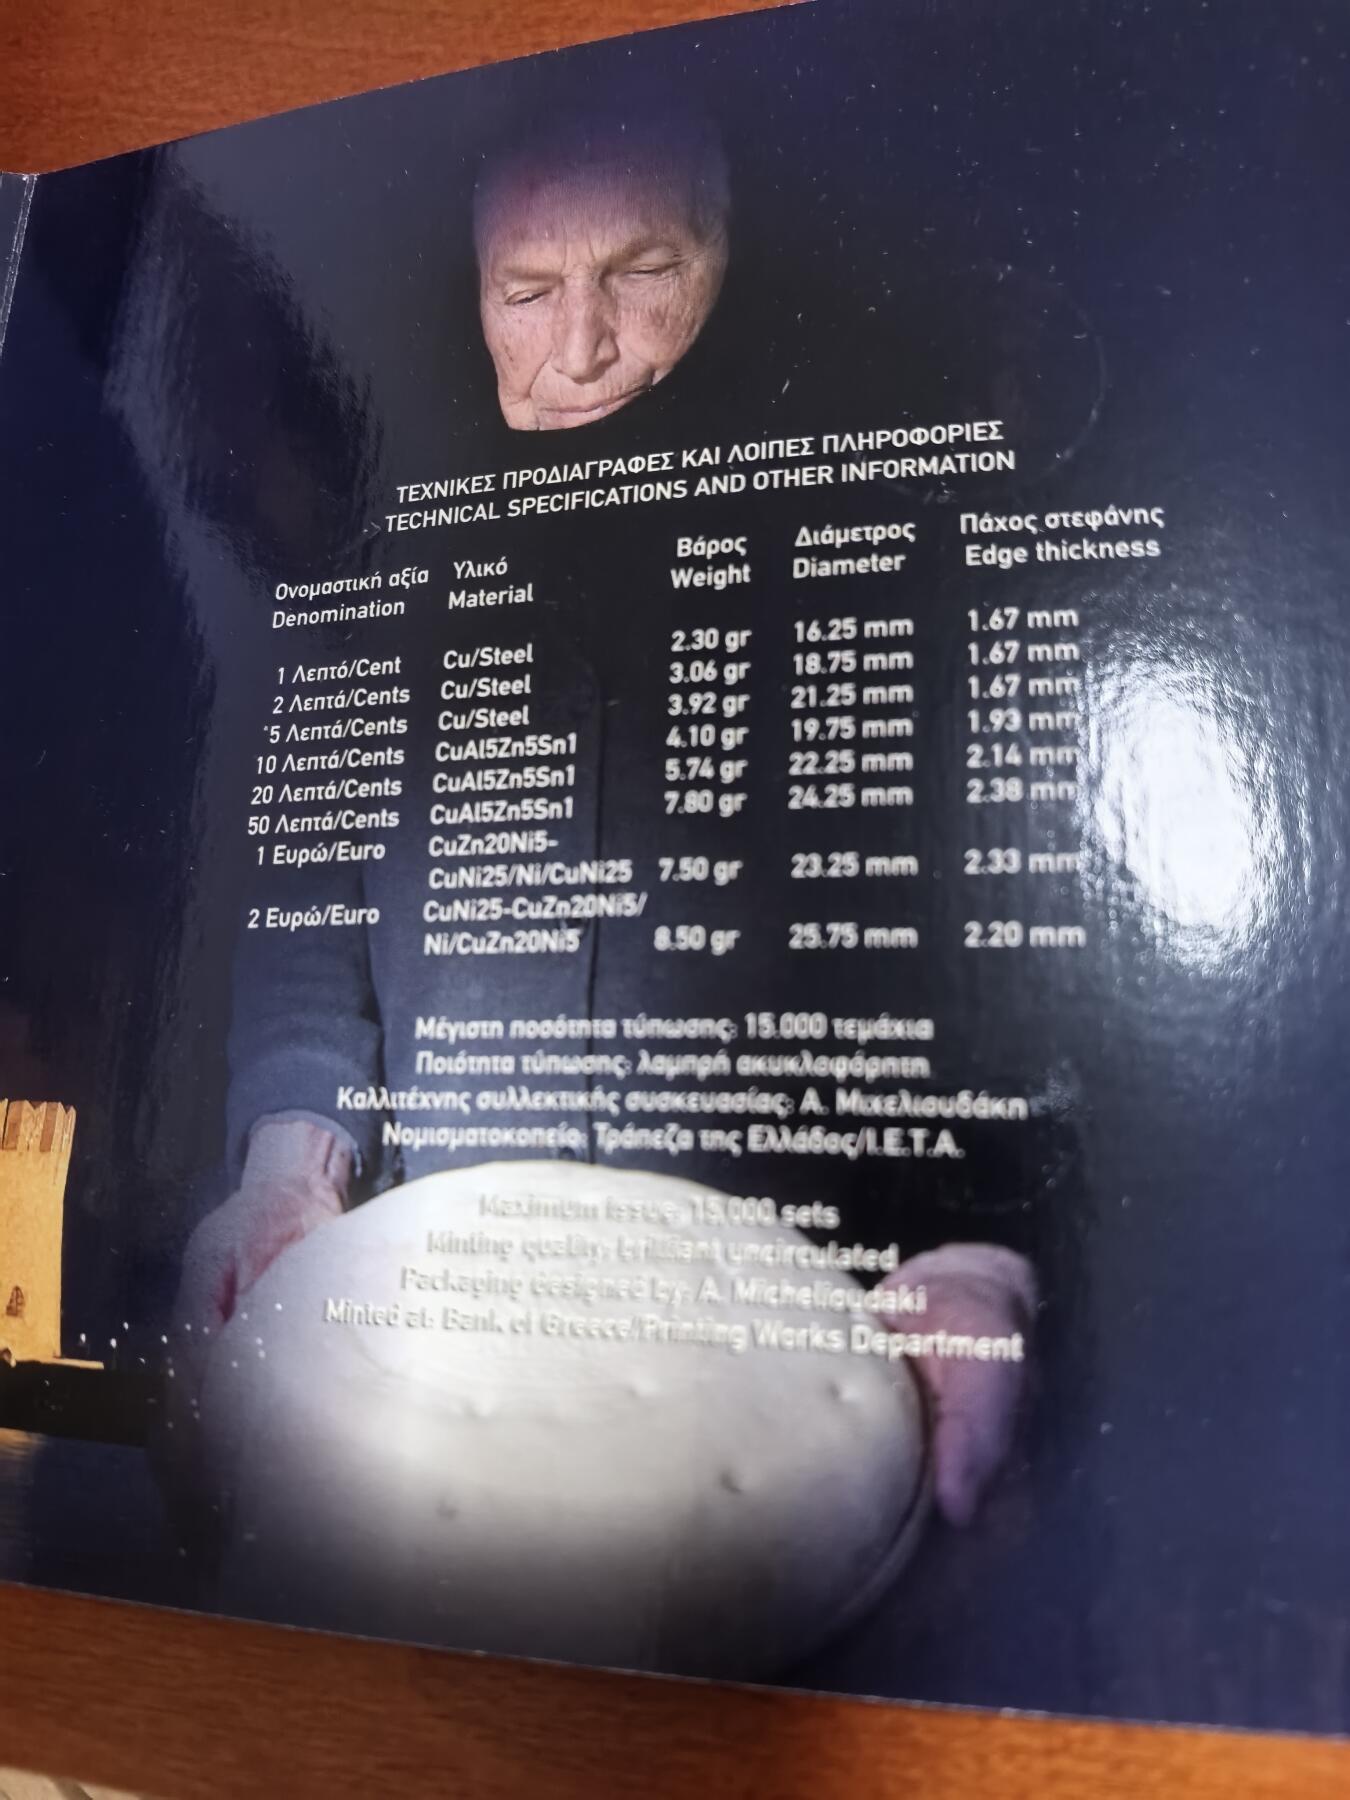 ΤΕΧΝΙΚΕΣ ΠΡΟΔΙΑΓΡΑΦΕΣ ΚΑΙ ΛΟΙΠΕΣ ΠΛΗΡΟΦΟΡΙΕΣ
TECHNICAL SPECIFICATIONS AND OTHER INFORMATION
Ονομαστική αξία Υλικό Βάρος Διάμετρος Πάχος στεφάνης
Denomination Material Weight Diameter Edge thickness
1 Λεπτό/Cent Cu/Steel 2.30 gr 16.25 mm 1.67 mm
2 Λεπτά/Cents Cu/Steel 3.06 gr 18.75 mm 1.67 mm
5 Λεπτά/Cents Cu/Steel 3.92 gr 21.25 mm 1.67 mm
10 Λεπτά/Cents CuAl5Zn5Sn1 4.10 gr 19.75 mm 1.93 mm
20 Λεπτά/Cents CuAl5Zn5Sn1 5.74 gr 22.25 mm 2.14 mm
50 Λεπτά/Cents CuAl5Zn5Sn1 7.80 gr 24.25 mm 2.38 mm
1 Ευρώ/Euro CuZn20Ni5-
CuNi25/Ni/CuNi25 7.50 gr 23.25 mm 2.33 mm
2 Ευρώ/Euro CuNi25-CuZn20Ni5/
Ni/CuZn20Ni5 8.50 gr 25.75 mm 2.20 mm
Μέγιστη ποσότητα τύπωσης: 15.000 τεμάχια
Ποιότητα τύπωσης: λαμπρή ακυκλοφόρητη
Καλλιτέχνης συλλεκτικής συσκευασίας: Α. Μιχελιουδάκη
Νομισματοκοπείο: Τράπεζα της Ελλάδος/Ι.Ε.Τ.Α.
Maximum issue: 15,000 sets
Minting quality: brilliant uncirculated
Packaging designed by: A. Michelioudaki
Minted at: Bank of Greece/Printing Works Department